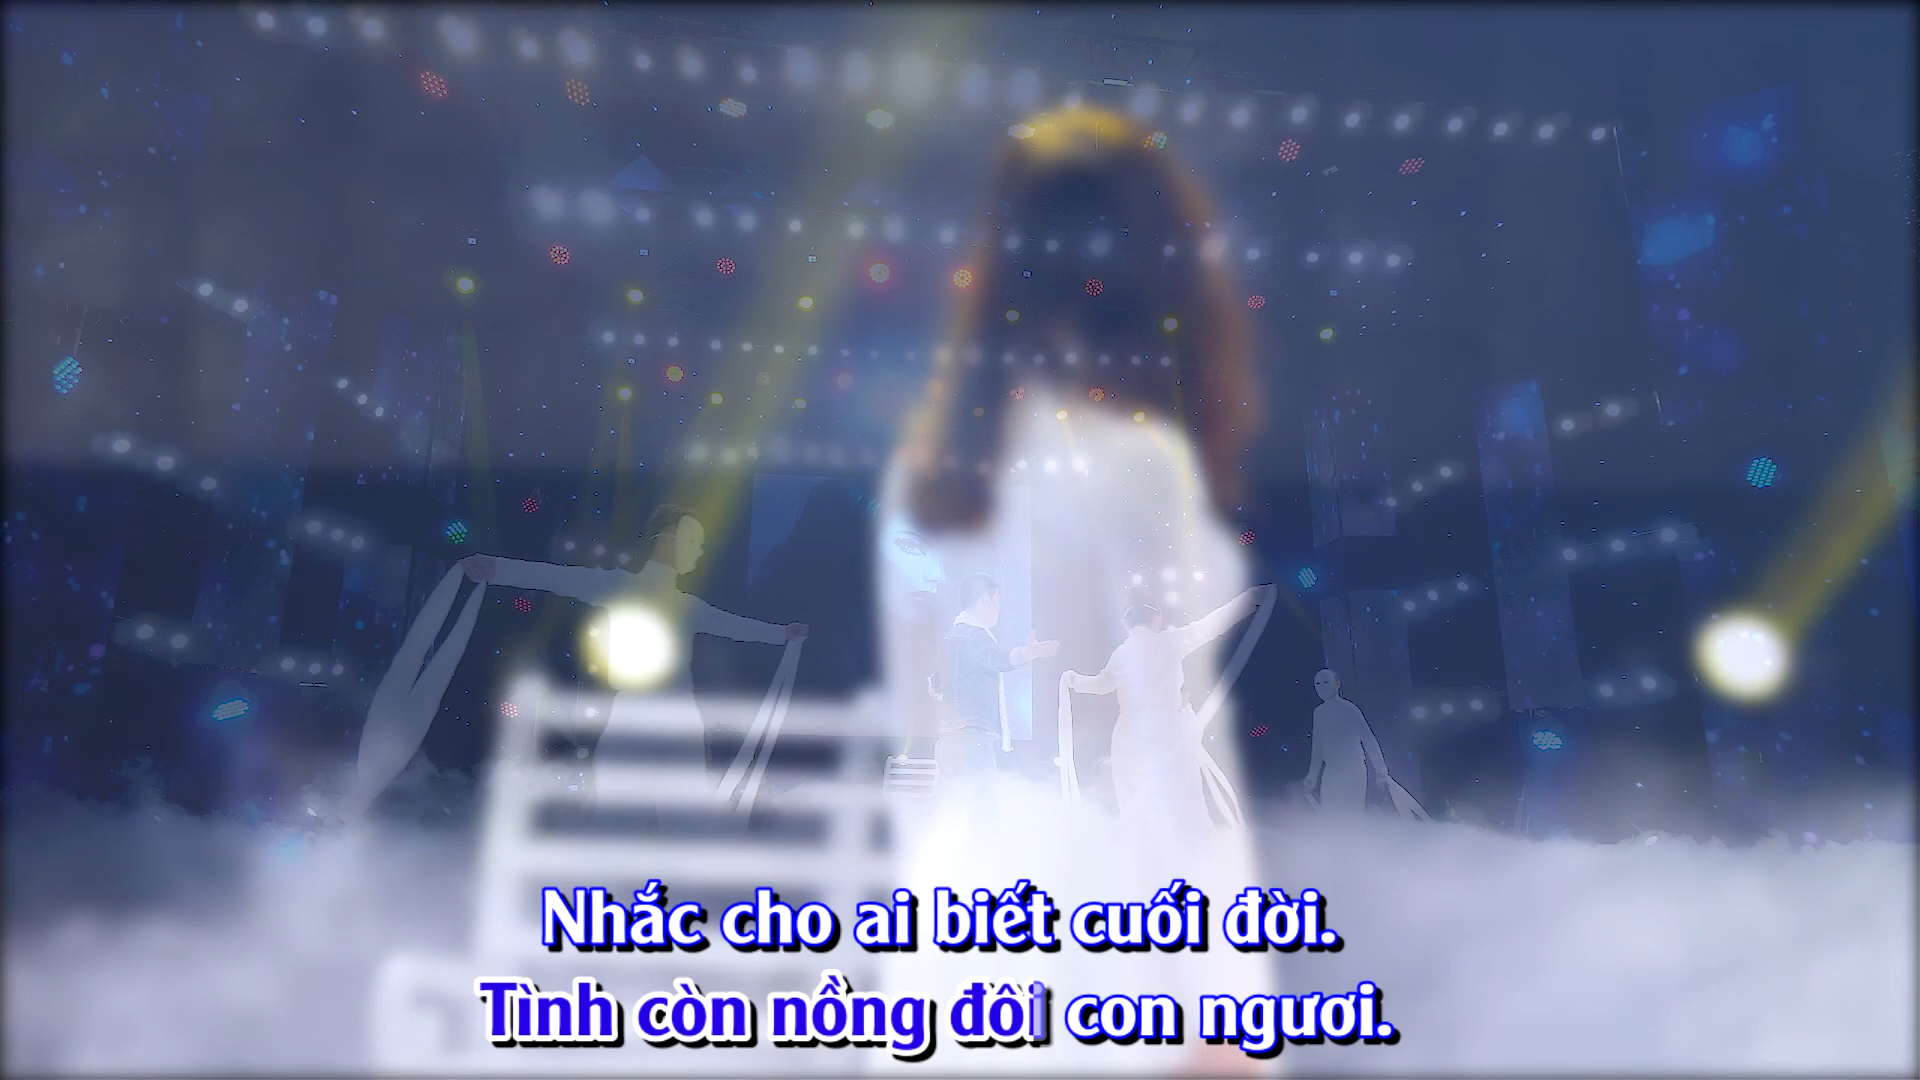 Nhắc cho ai biết cuối đời.
Tình còn nồng đôi con ngươi.